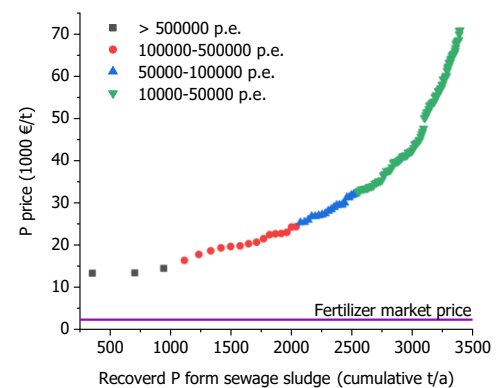 > 500000 p.e.
100000-500000 p.e.
50000-100000 p.e.
10000-50000 p.e.
P price (1000 €/t)
70
60
50
40
30
20
10
0
Fertilizer market price
500 1000 1500 2000 2500 3000 3500
Recoverd P form sewage sludge (cumulative t/a)